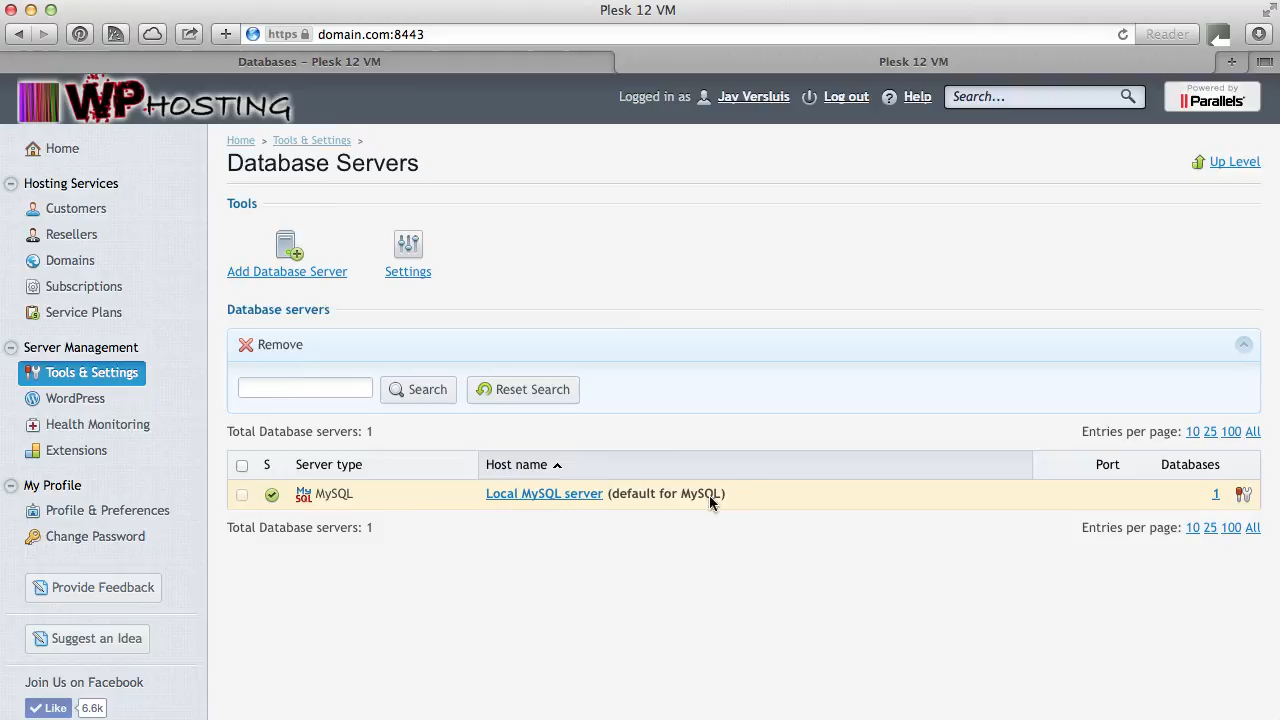 Plesk 12 VM
https domain.com:8443
Reader
Databases – Plesk 12 VM
Plesk 12 VM
WPHOSTING
Logged in as Jay Versluis Log out Help
Search...
Powered by
Parallels
Home
Hosting Services
Customers
Resellers
Domains
Subscriptions
Service Plans
Server Management
Tools & Settings
WordPress
Health Monitoring
Extensions
My Profile
Profile & Preferences
Change Password
Provide Feedback
Suggest an Idea
Join Us on Facebook
Like 6.6k
Home > Tools & Settings >
Database Servers
Up Level
Tools
Add Database Server
Settings
Database servers
Remove
Search
Reset Search
Total Database servers: 1
Entries per page: 10 25 100 All
S Server type Host name Port Databases
My SQL MySQL Local MySQL server (default for MySQL) 1
Total Database servers: 1
Entries per page: 10 25 100 All